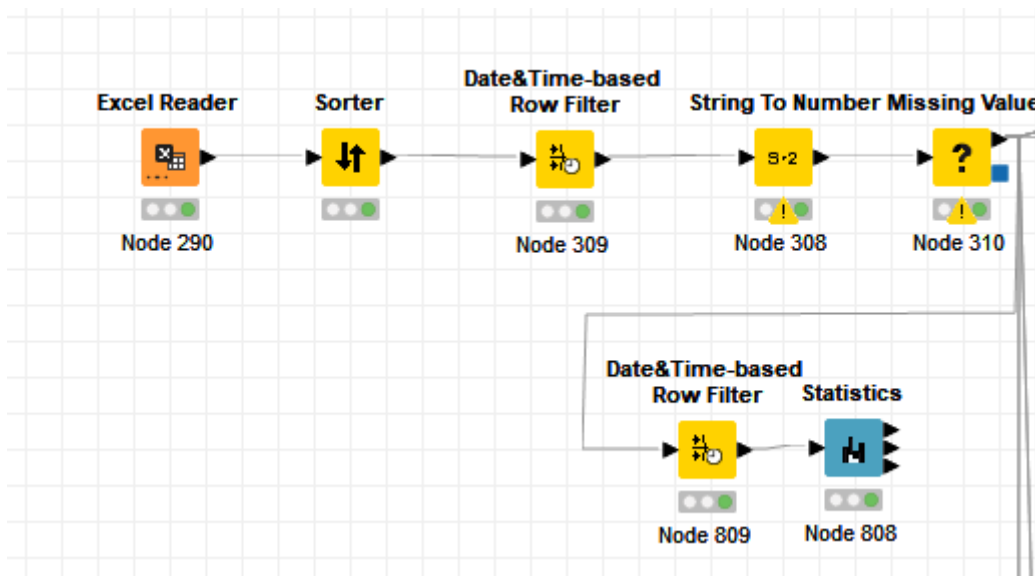 Excel Reader
Sorter
Date&Time-based
Row Filter
String To Number
Missing Value
S→2
?
Node 290
Node 309
Node 308
Node 310
Date&Time-based
Row Filter
Statistics
Node 809
Node 808